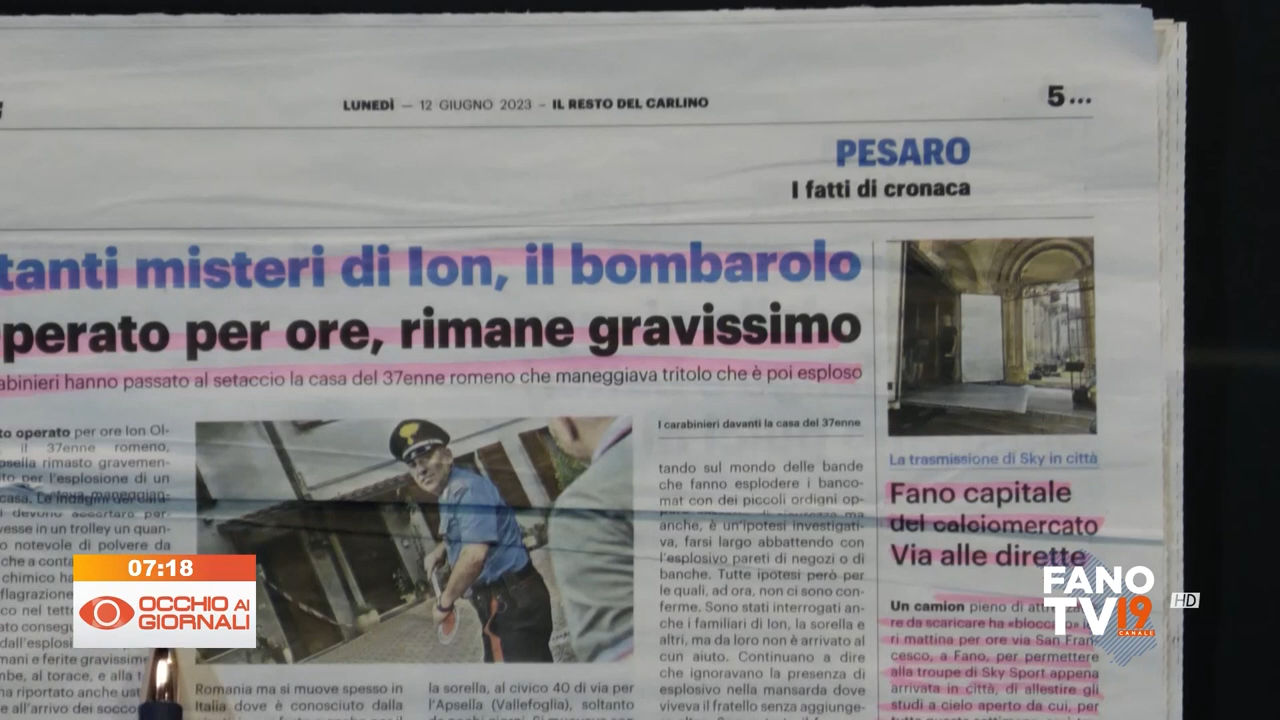 LUNEDÌ — 12 GIUGNO 2023 – IL RESTO DEL CARLINO
5...
PESARO
I fatti di cronaca
tanti misteri di Ion, il bombarolo
perato per ore, rimane gravissimo
abinieri hanno passato al setaccio la casa del 37enne romeno che maneggiava tritolo che è poi esploso
to operato per ore Ion Ol-
il 37enne romeno,
psella rimasto gravemen-
to per l'esplosione di un
casa. Le indagini dei
i devono accertare per-
vesse in un trolley un quan-
o notevole di polvere da
che a conta
chimico ha
flagrazione
co nel tetto
ato consegu
dall'esplosi
mani e ferite gravissime
mbe, al torace, e alla t
ha riportato anche ust
e all'arrivo dei soccor
Romania ma si muove spesso in
Italia dove è conosciuto dalla
la sorella, al civico 40 di via per
l'Apsella (Vallefoglia), soltanto
I carabinieri davanti la casa del 37enne
tando sul mondo delle bande
che fanno esplodere i banco-
mat con dei piccoli ordigni op-
anche, è un'ipotesi investigati-
va, farsi largo abbattendo con
l'esplosivo pareti di negozi o di
banche. Tutte ipotesi però per
le quali, ad ora, non ci sono con-
ferme. Sono stati interrogati an-
che i familiari di Ion, la sorella e
altri, ma da loro non è arrivato al
cun aiuto. Continuano a dire
che ignoravano la presenza di
esplosivo nella mansarda dove
viveva il fratello senza aggiunge-
La trasmissione di Sky in città
Fano capitale
del calciomercato
Via alle dirette
Un camion pieno di
re da scaricare ha «blocca
ri mattina per ore via San Fran
cesco, a Fano, per permettere
alla troupe di Sky Sport appena
arrivata in città, di allestire gli
studi a cielo aperto da cui, per
07:18
OCCHIO AI
GIORNALI
FANO
TV19
CANALE
HD